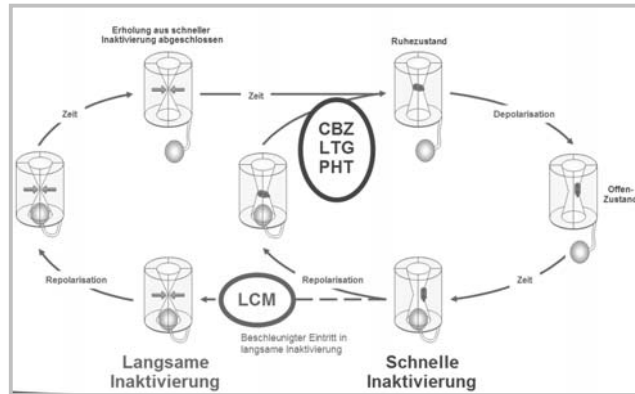 Erholung aus schneller
Inaktivierung abgeschlossen
Ruhezustand
Zeit
Zeit
CBZ
LTG
PHT
Depolarisation
Offen-
Zustand
Repolarisation
LCM
Repolarisation
Zeit
Beschleunigter Eintritt in
langsame Inaktivierung
Langsame
Inaktivierung
Schnelle
Inaktivierung